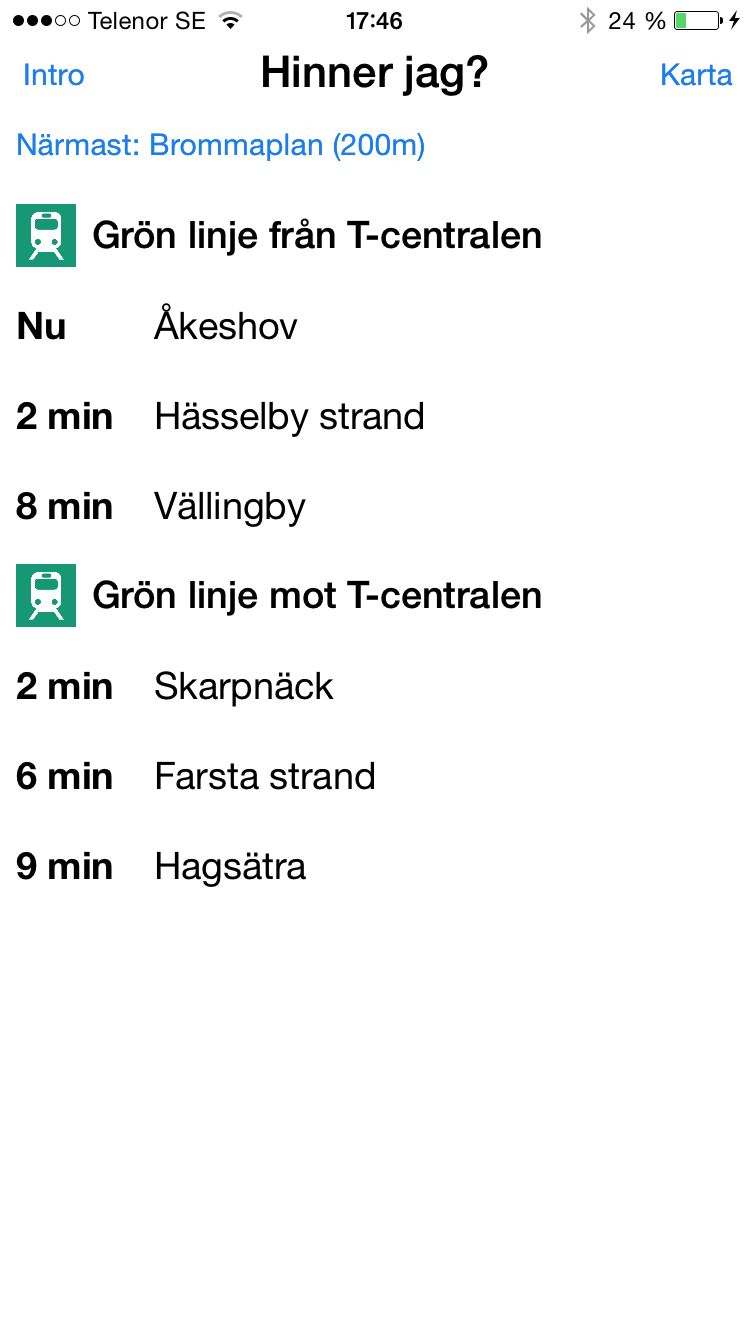 Telenor SE 17:46 24 %
Intro Hinner jag? Karta
Närmast: Brommaplan (200m)
Grön linje från T-centralen
Nu Åkeshov
2 min Hässelby strand
8 min Vällingby
Grön linje mot T-centralen
2 min Skarpnäck
6 min Farsta strand
9 min Hagsätra